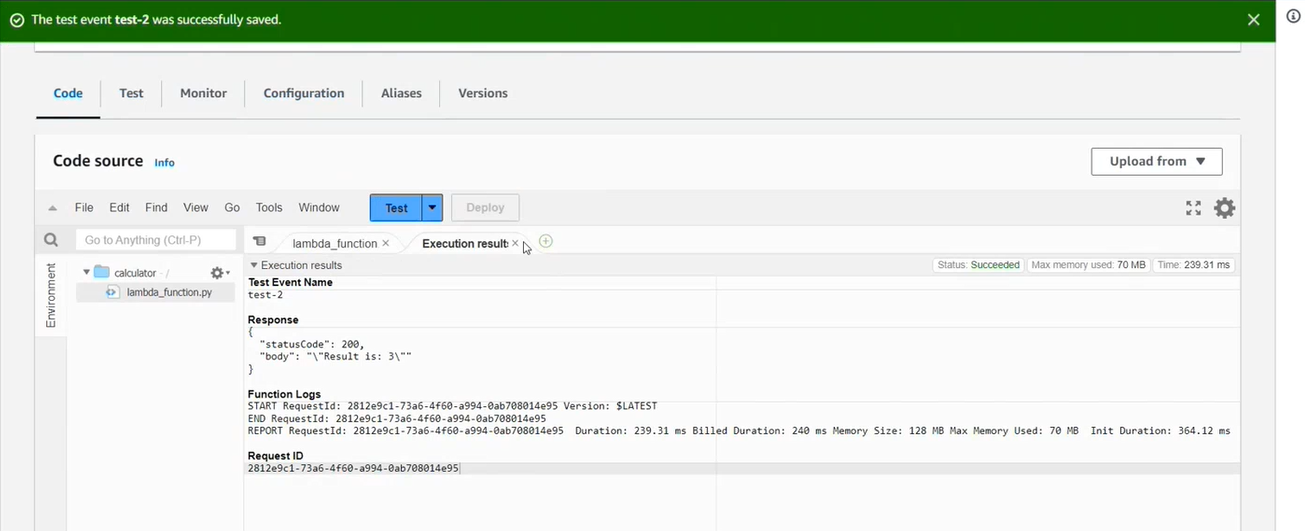 The test event test-2 was successfully saved.
Code
Test
Monitor
Configuration
Aliases
Versions
Code source
Info
Upload from
File
Edit
Find
View
Go
Tools
Window
Test
Deploy
Go to Anything (Ctrl-P)
lambda_function
Execution results
Environment
calculator - /
lambda_function.py
Execution results
Status: Succeeded
Max memory used: 70 MB
Time: 239.31 ms
Test Event Name
test-2
Response
{
"statusCode": 200,
"body": "\"Result is: 3\""
}
Function Logs
START RequestId: 2812e9c1-73a6-4f60-a994-0ab708014e95 Version: $LATEST
END RequestId: 2812e9c1-73a6-4f60-a994-0ab708014e95
REPORT RequestId: 2812e9c1-73a6-4f60-a994-0ab708014e95 Duration: 239.31 ms Billed Duration: 240 ms Memory Size: 128 MB Max Memory Used: 70 MB Init Duration: 364.12 ms
Request ID
2812e9c1-73a6-4f60-a994-0ab708014e95